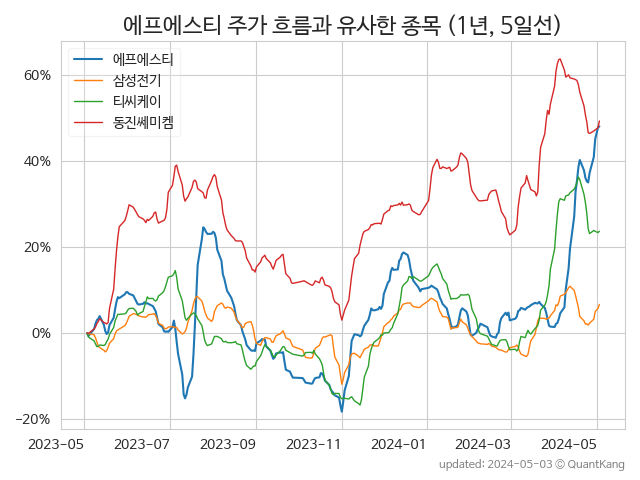 에프에스티 주가 흐름과 유사한 종목 (1년, 5일선)
에프에스티
삼성전기
티씨케이
동진쎄미켐
60%
40%
20%
0%
−20%
2023-05 2023-07 2023-09 2023-11 2024-01 2024-03 2024-05
updated: 2024-05-03 © QuantKang